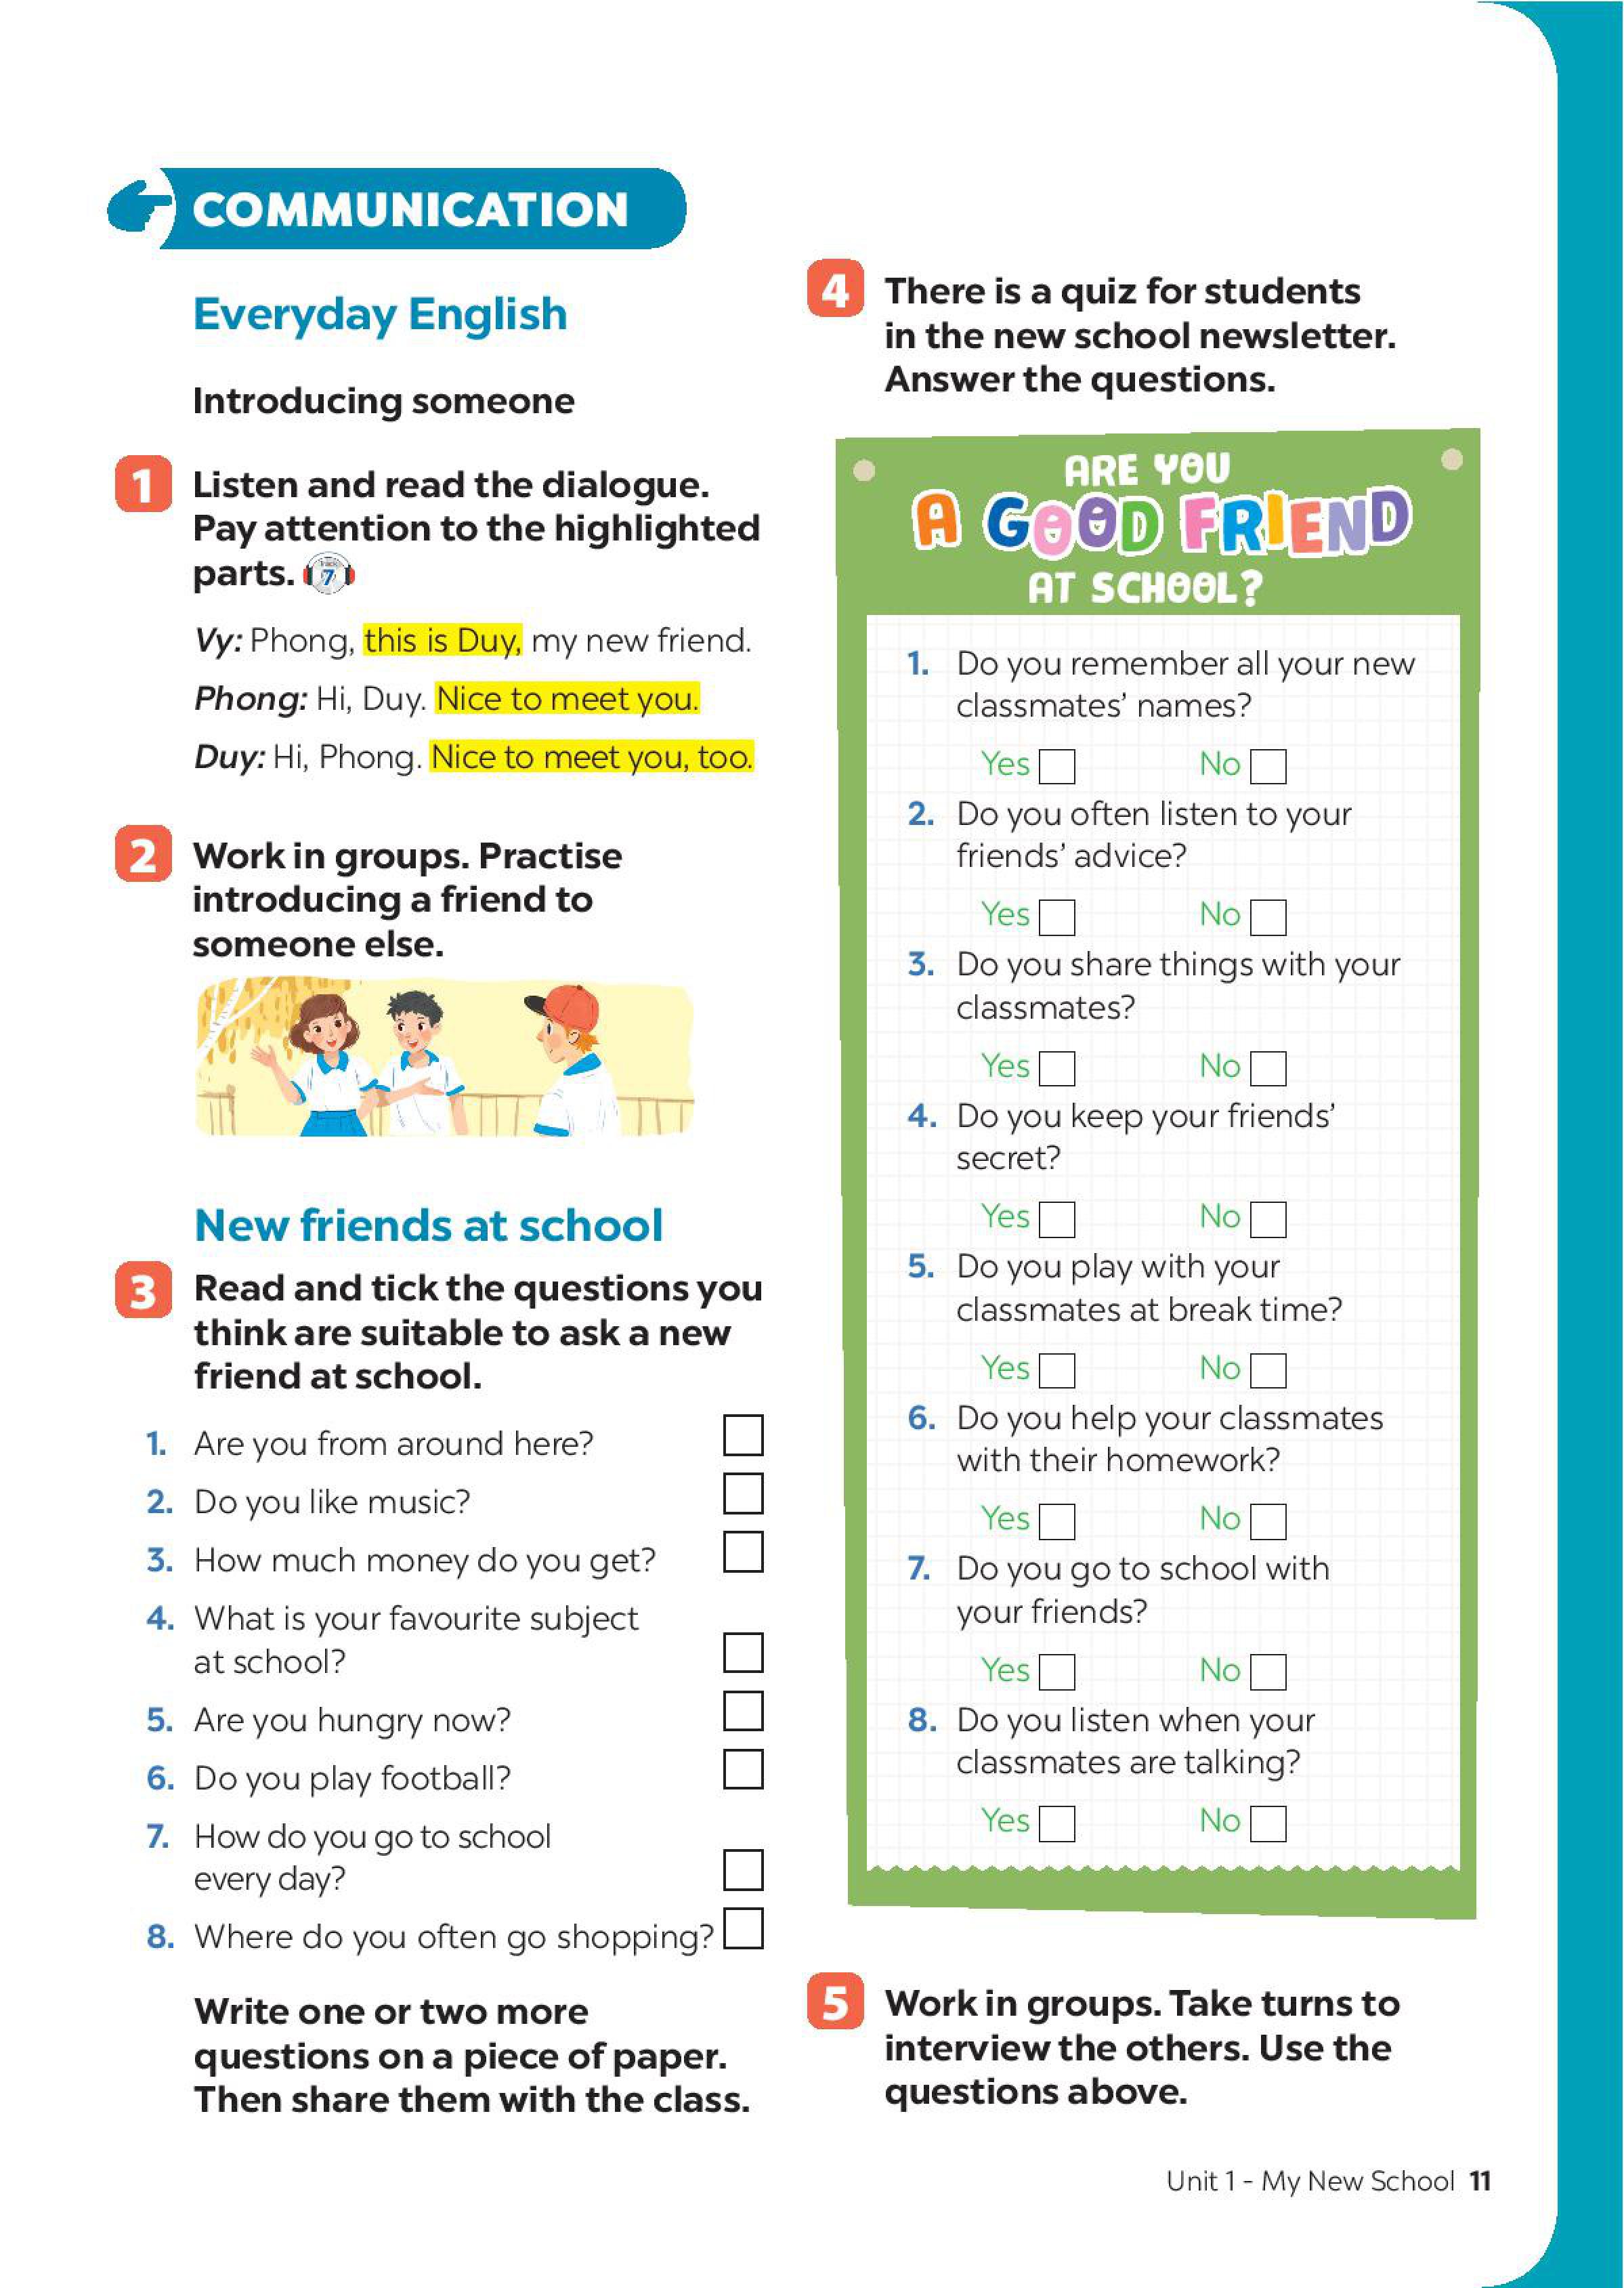 COMMUNICATION
Everyday English
Introducing someone
1 Listen and read the dialogue.
Pay attention to the highlighted
parts. Track 7
Vy: Phong, this is Duy, my new friend.
Phong: Hi, Duy. Nice to meet you.
Duy: Hi, Phong. Nice to meet you, too.
2 Work in groups. Practise
introducing a friend to
someone else.
New friends at school
3 Read and tick the questions you
think are suitable to ask a new
friend at school.
1. Are you from around here?
2. Do you like music?
3. How much money do you get?
4. What is your favourite subject
at school?
5. Are you hungry now?
6. Do you play football?
7. How do you go to school
every day?
8. Where do you often go shopping?
Write one or two more
questions on a piece of paper.
Then share them with the class.
4 There is a quiz for students
in the new school newsletter.
Answer the questions.
ARE YOU
A GOOD FRIEND
AT SCHOOL?
1. Do you remember all your new
classmates' names?
Yes No
2. Do you often listen to your
friends' advice?
Yes No
3. Do you share things with your
classmates?
Yes No
4. Do you keep your friends'
secret?
Yes No
5. Do you play with your
classmates at break time?
Yes No
6. Do you help your classmates
with their homework?
Yes No
7. Do you go to school with
your friends?
Yes No
8. Do you listen when your
classmates are talking?
Yes No
5 Work in groups. Take turns to
interview the others. Use the
questions above.
Unit 1 - My New School 11